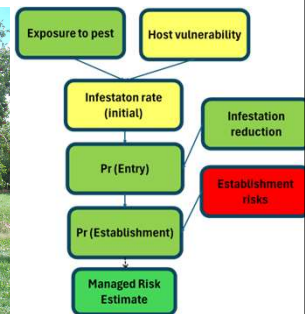 Exposure to pest
Host vulnerability
Infestaton rate
(initial)
Infestation
reduction
Pr (Entry)
Establishment
risks
Pr (Establishment)
Managed Risk
Estimate